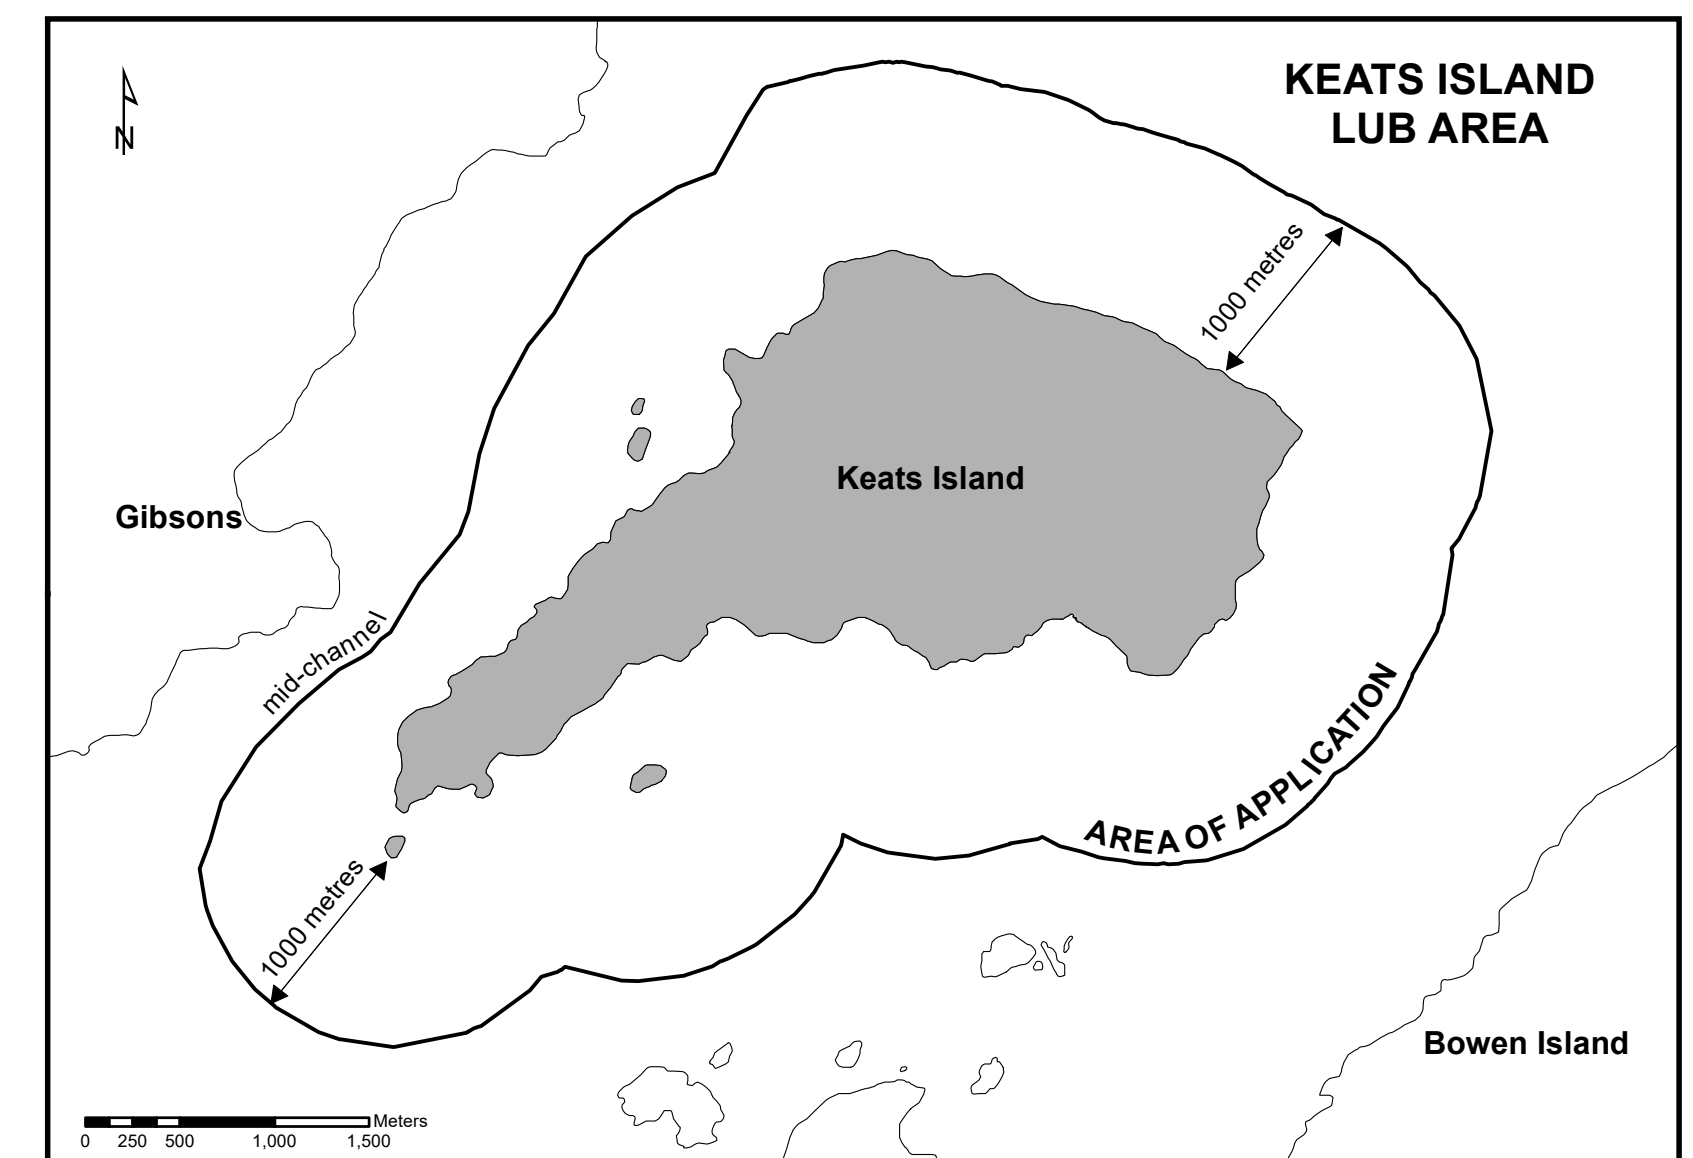 KEATS ISLAND
LUB AREA
N
1000 metres
Keats Island
Gibsons
mid-channel
AREA OF APPLICATION
1000 metres
Bowen Island
Meters
0 250 500 1,000 1,500